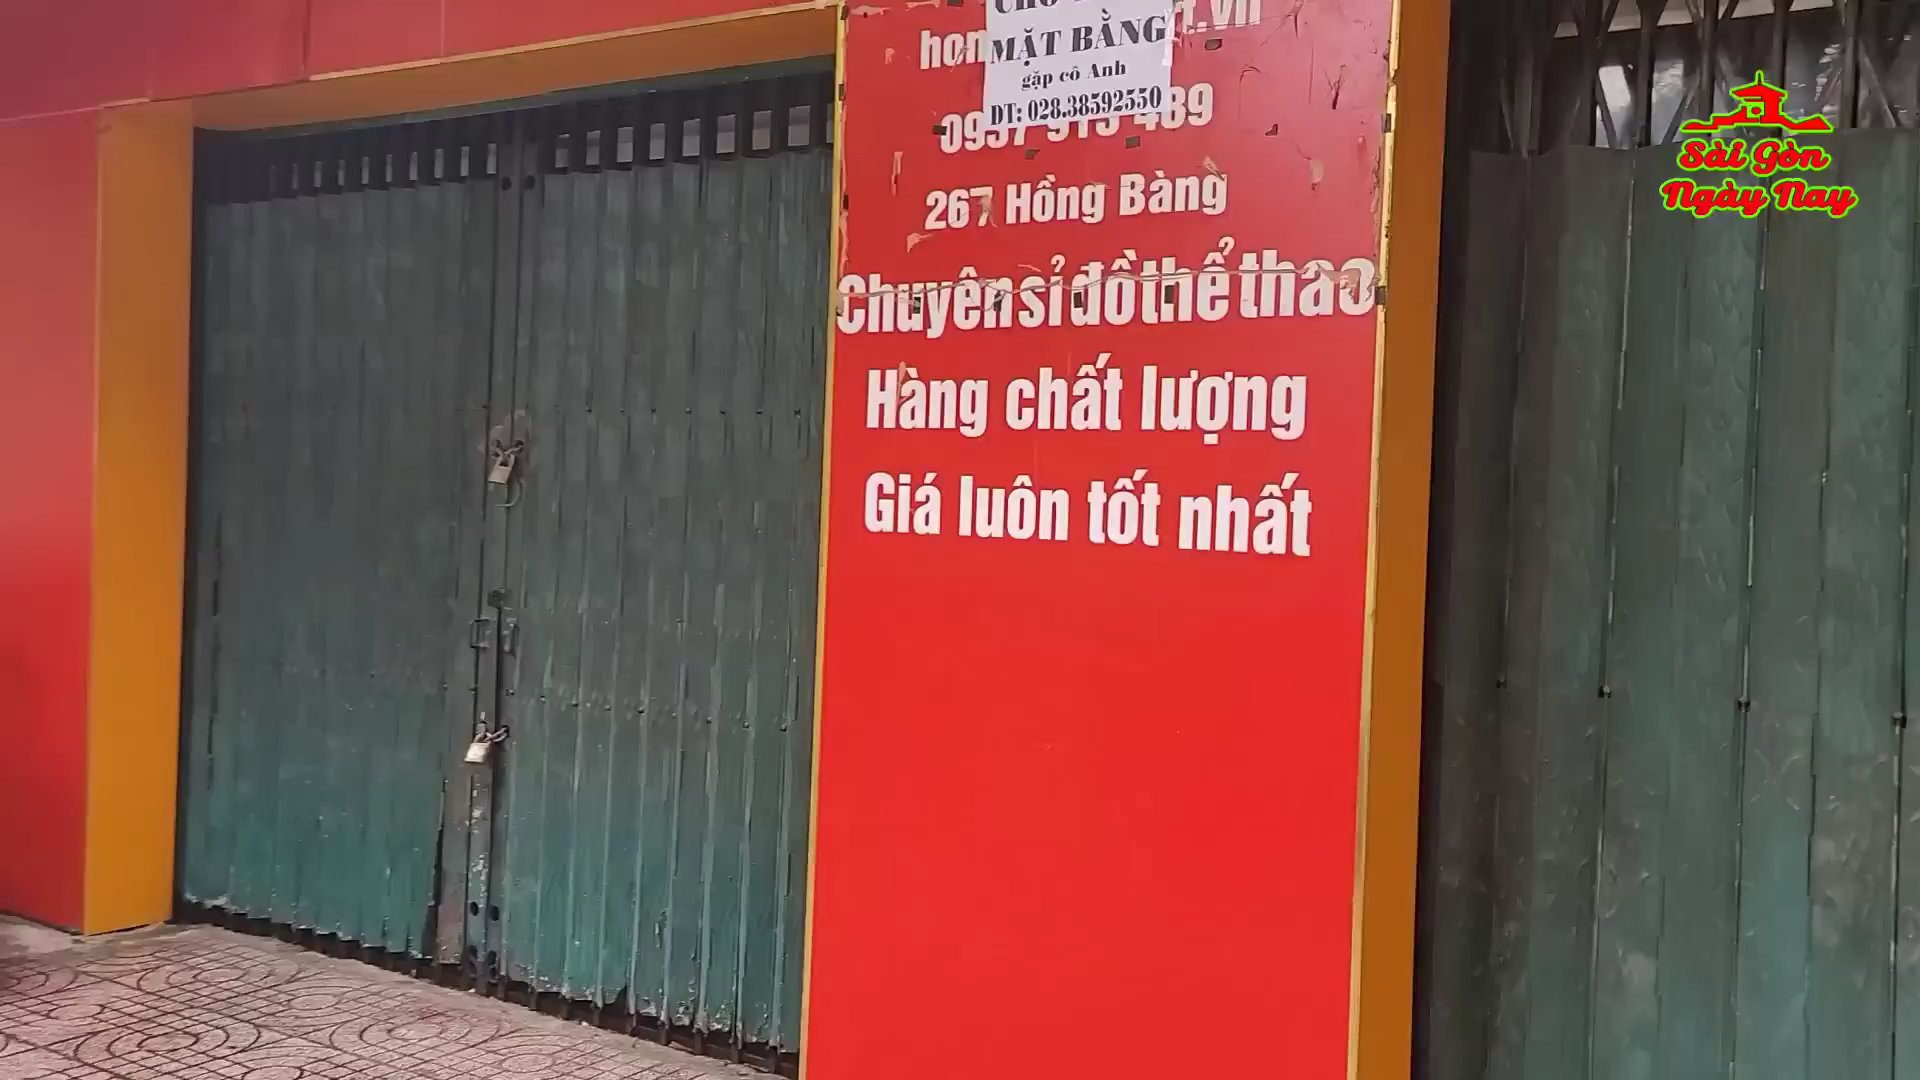 MẶT BẰNG
gặp cô Anh
DT: 028.38592550
267 Hồng Bàng
Chuyên sỉ đồ thể thao
Hàng chất lượng
Giá luôn tốt nhất
Sài Gòn
Ngày Nay